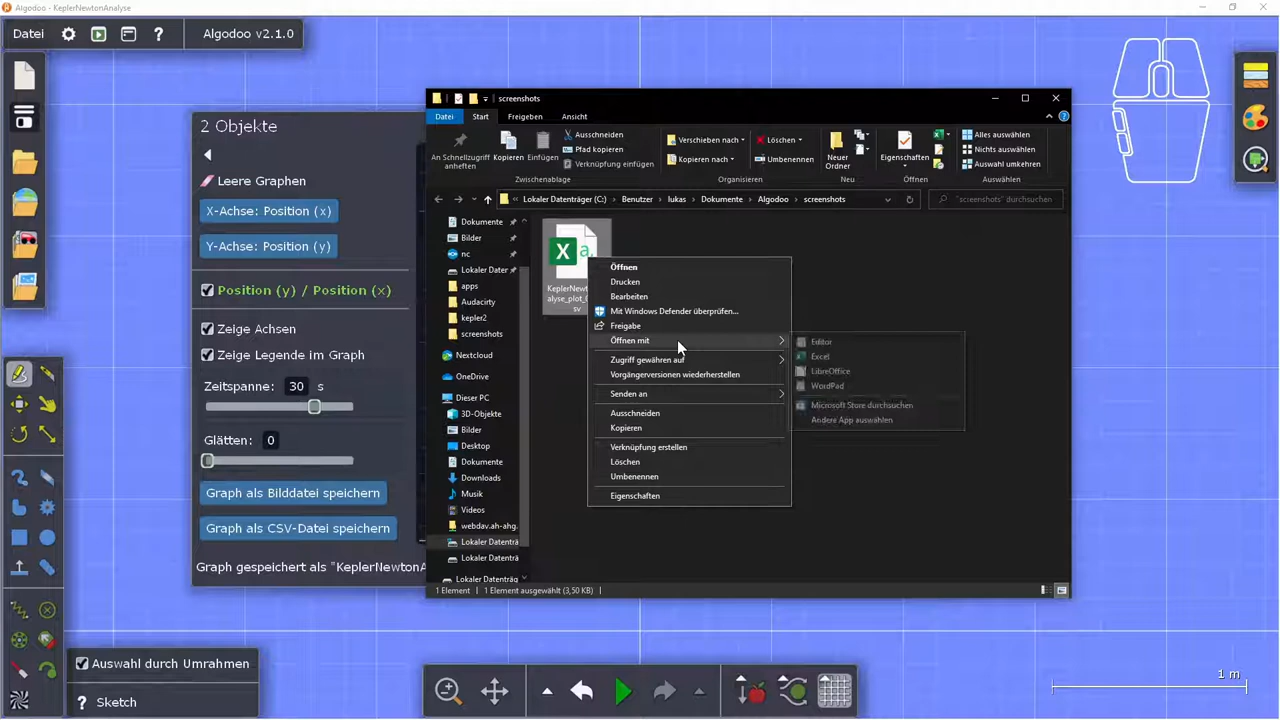 Algodoo - KeplerNewtonAnalyse
Datei
Algodoo v2.1.0
2 Objekte
Leere Graphen
X-Achse: Position (x)
Y-Achse: Position (y)
Position (y) / Position (x)
Zeige Achsen
Zeige Legende im Graph
Zeitspanne: 30 s
Glätten: 0
Graph als Bilddatei speichern
Graph als CSV-Datei speichern
Graph gespeichert als "KeplerNewtonA
Auswahl durch Umrahmen
? Sketch
screenshots
Datei
Start
Freigeben
Ansicht
An Schnellzugriff
anheften
Kopieren
Einfügen
Ausschneiden
Pfad kopieren
Verknüpfung einfügen
Zwischenablage
Verschieben nach
Kopieren nach
Löschen
Umbenennen
Organisieren
Neuer
Ordner
Neu
Eigenschaften
Öffnen
Alles auswählen
Nichts auswählen
Auswahl umkehren
Auswählen
« Lokaler Datenträger (C:) > Benutzer > lukas > Dokumente > Algodoo > screenshots
"screenshots" durchsuchen
Dokumente
Bilder
nc
Lokaler Dater
apps
Audacirty
kepler2
screenshots
Nextcloud
OneDrive
Dieser PC
3D-Objekte
Bilder
Desktop
Dokumente
Downloads
Musik
Videos
webdav.ah-ahg.
Lokaler Datenträ
Lokaler Datenträ
Lokaler Datenträg
X a,
KeplerNew
alyse_plot_
sv
Öffnen
Drucken
Bearbeiten
Mit Windows Defender überprüfen...
Freigabe
Öffnen mit
Zugriff gewähren auf
Vorgängerversionen wiederherstellen
Senden an
Ausschneiden
Kopieren
Verknüpfung erstellen
Löschen
Umbenennen
Eigenschaften
Editor
Excel
LibreOffice
WordPad
Microsoft Store durchsuchen
Andere App auswählen
1 Element
1 Element ausgewählt (3,50 KB)
1 m